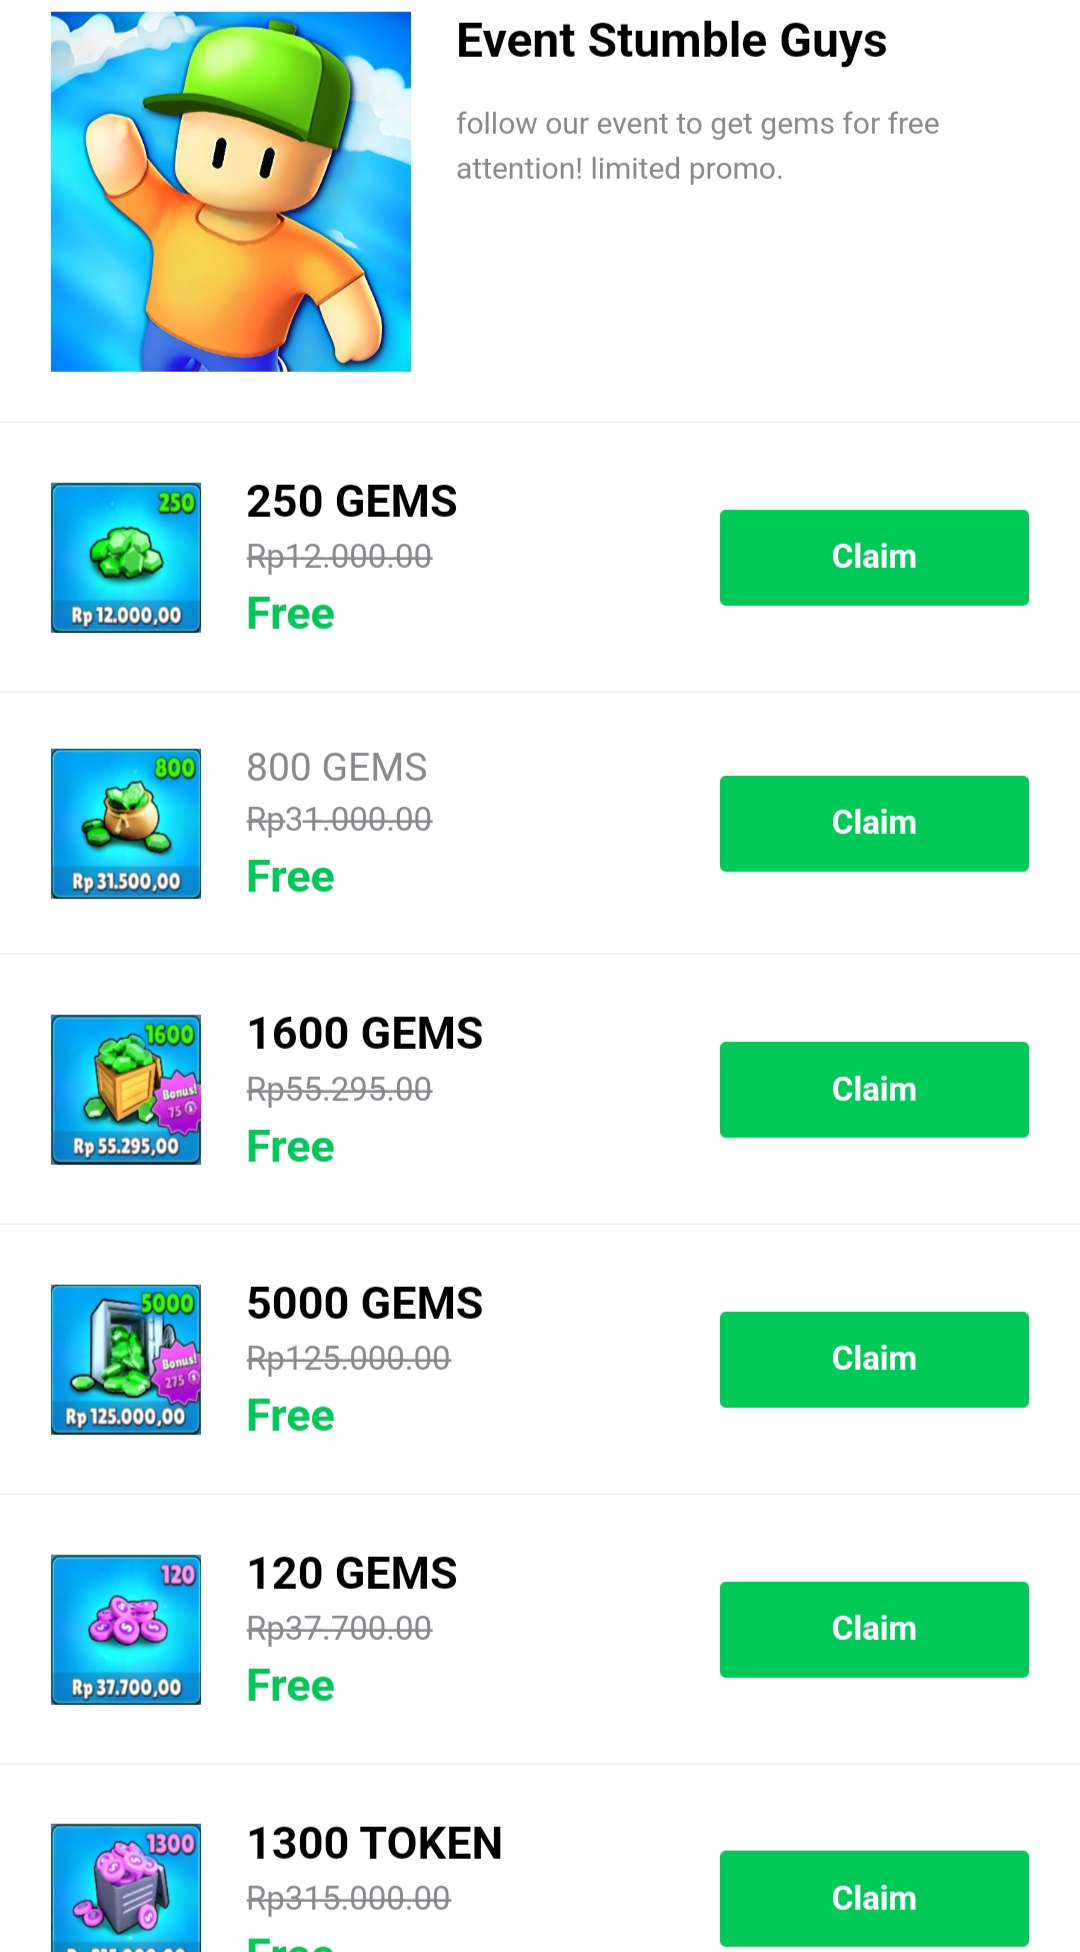 Event Stumble Guys
follow our event to get gems for free
attention! limited promo.
250
Rp 12.000,00
250 GEMS
Rp12.000.00
Free
Claim
800
Rp 31.500,00
800 GEMS
Rp31.000.00
Free
Claim
1600
Bonus!
75
Rp 55.295,00
1600 GEMS
Rp55.295.00
Free
Claim
5000
Bonus!
275
Rp 125.000,00
5000 GEMS
Rp125.000.00
Free
Claim
120
Rp 37.700,00
120 GEMS
Rp37.700.00
Free
Claim
1300
1300 TOKEN
Rp315.000.00
Free
Claim